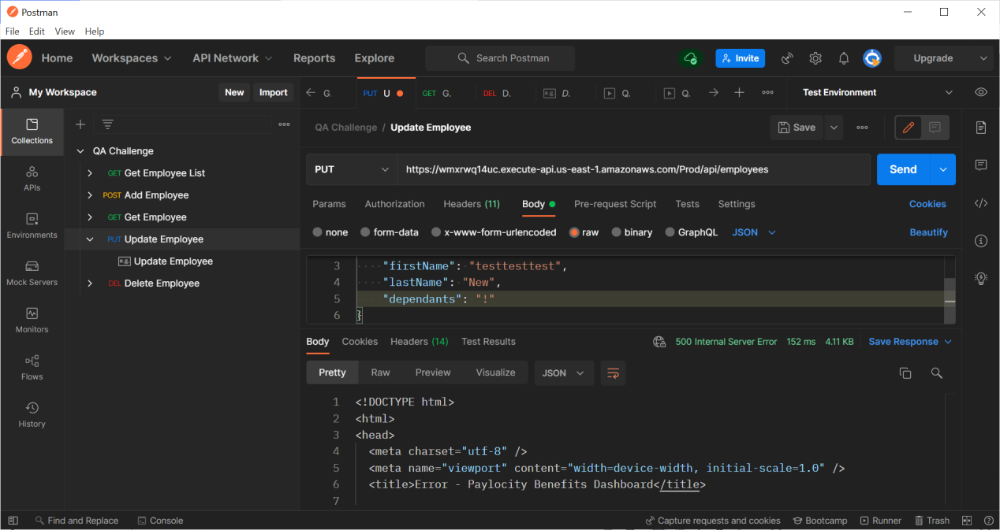 Postman
File Edit View Help
Home Workspaces API Network Reports Explore Search Postman Invite Upgrade
My Workspace New Import
G. PUT U GET G. DEL D. e.g. D. Q. Q. Test Environment
Collections
APIs
Environments
Mock Servers
Monitors
Flows
History
QA Challenge
GET Get Employee List
POST Add Employee
GET Get Employee
PUT Update Employee
e.g. Update Employee
DEL Delete Employee
QA Challenge / Update Employee Save
PUT https://wmxrwq14uc.execute-api.us-east-1.amazonaws.com/Prod/api/employees Send
Params Authorization Headers (11) Body Pre-request Script Tests Settings Cookies
none form-data x-www-form-urlencoded raw binary GraphQL JSON Beautify
3 ····"firstName":·"testtesttest",
4 ····"lastName":·"New",
5 ····"dependants":·"!"
6 }
Body Cookies Headers (14) Test Results 500 Internal Server Error 152 ms 4.11 KB Save Response
Pretty Raw Preview Visualize JSON
1 <!DOCTYPE html>
2 <html>
3 <head>
4 <meta charset="utf-8" />
5 <meta name="viewport" content="width=device-width, initial-scale=1.0" />
6 <title>Error - Paylocity Benefits Dashboard</title>
7
Find and Replace Console Capture requests and cookies Bootcamp Runner Trash